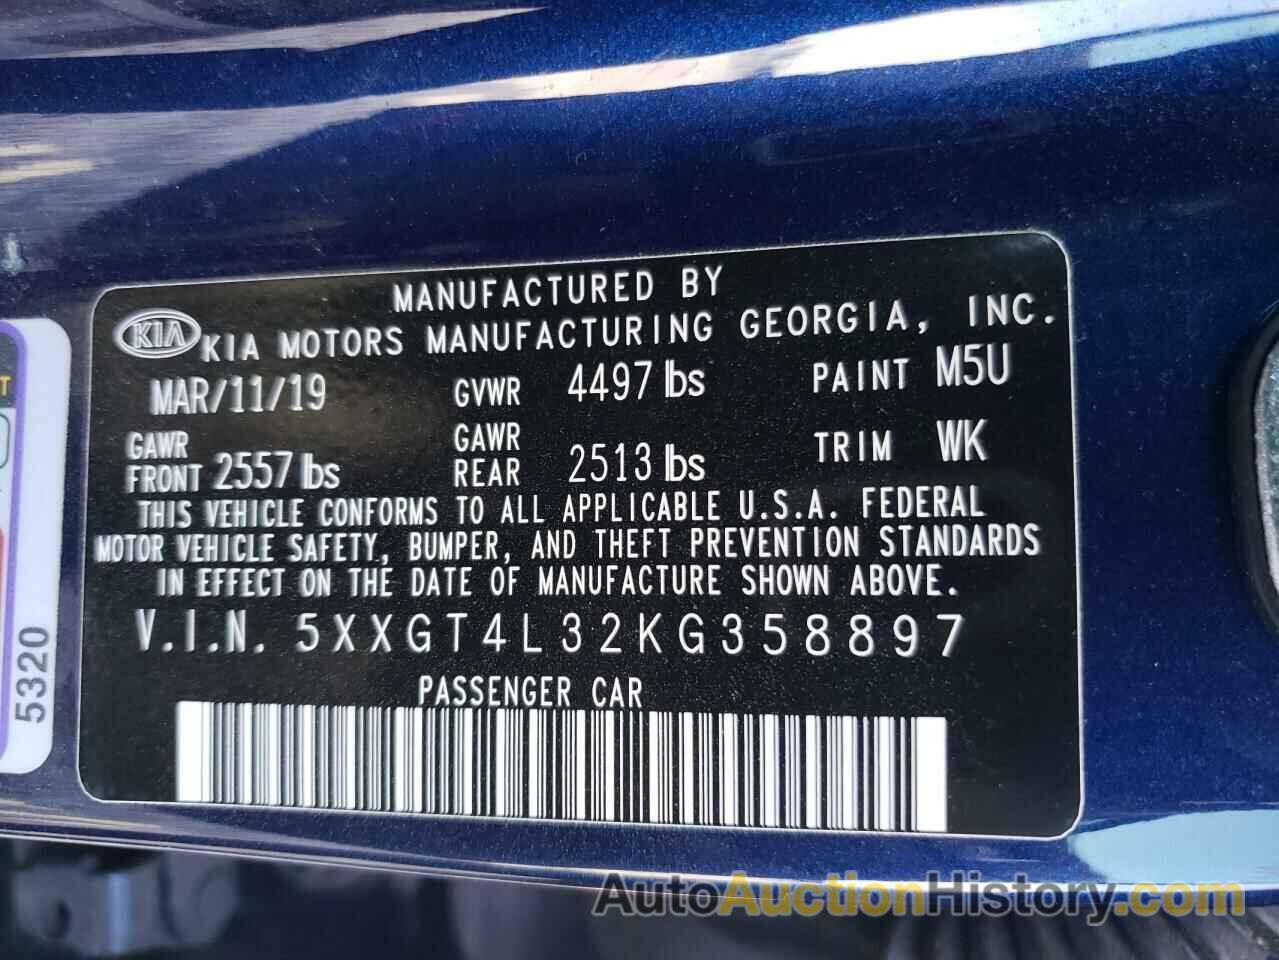 MANUFACTURED BY
KIA KIA MOTORS MANUFACTURING GEORGIA, INC.
MAR/11/19 GVWR 4497 lbs PAINT M5U
GAWR FRONT 2557 lbs GAWR REAR 2513 lbs TRIM WK
THIS VEHICLE CONFORMS TO ALL APPLICABLE U.S.A. FEDERAL
MOTOR VEHICLE SAFETY, BUMPER, AND THEFT PREVENTION STANDARDS
IN EFFECT ON THE DATE OF MANUFACTURE SHOWN ABOVE.
V.I.N. 5XXGT4L32KG358897
PASSENGER CAR
5320
AutoAuctionHistory.com